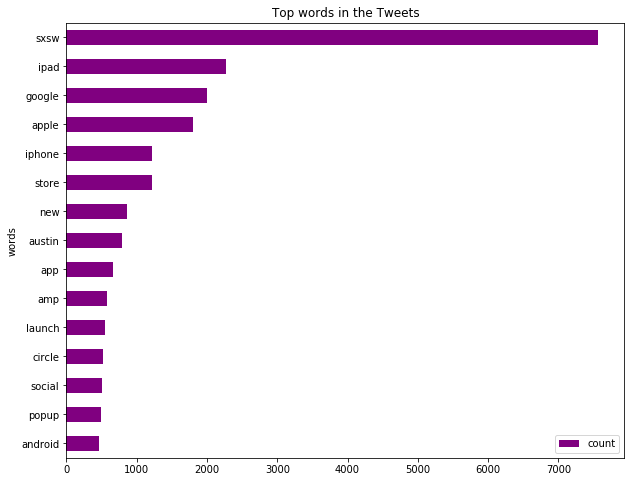 Top words in the Tweets
words
sxsw
ipad
google
apple
iphone
store
new
austin
app
amp
launch
circle
social
popup
android
count
0 1000 2000 3000 4000 5000 6000 7000